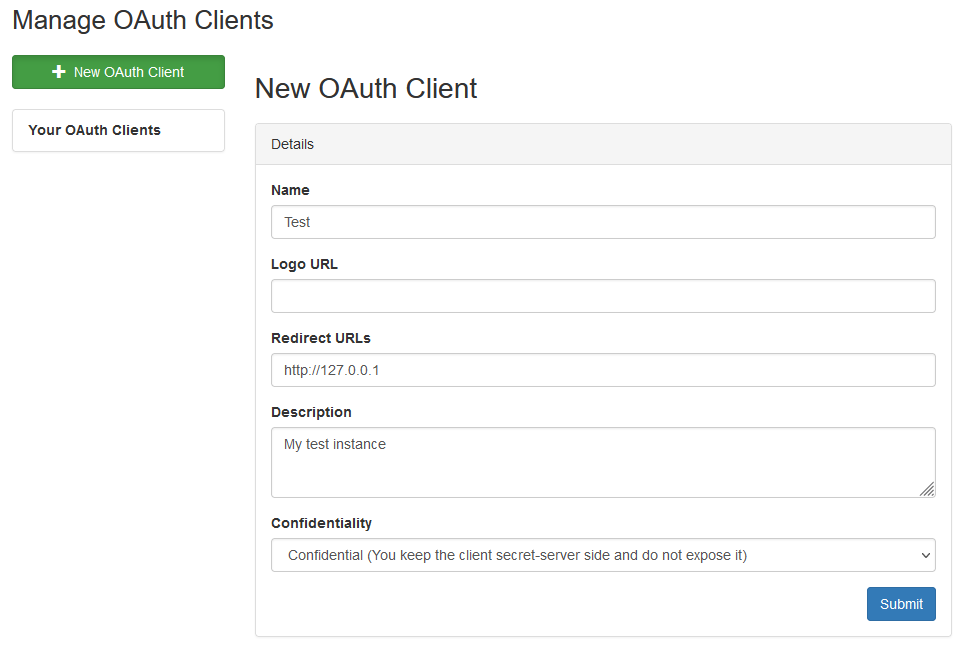 Manage OAuth Clients
New OAuth Client
Your OAuth Clients
New OAuth Client
Details
Name
Test
Logo URL
Redirect URLs
http://127.0.0.1
Description
My test instance
Confidentiality
Confidential (You keep the client secret-server side and do not expose it)
Submit